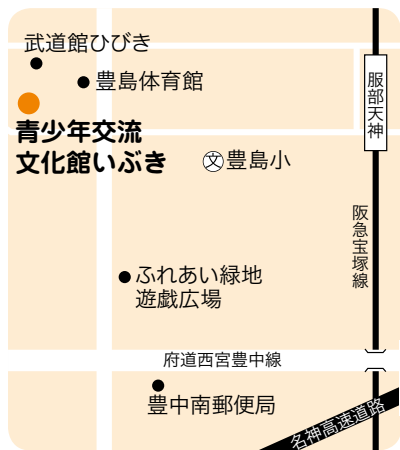 武道館ひびき
豊島体育館
服部天神
青少年交流
文化館いぶき
文豊島小
阪急宝塚線
ふれあい緑地
遊戯広場
府道西宮豊中線
豊中南郵便局
名神高速道路